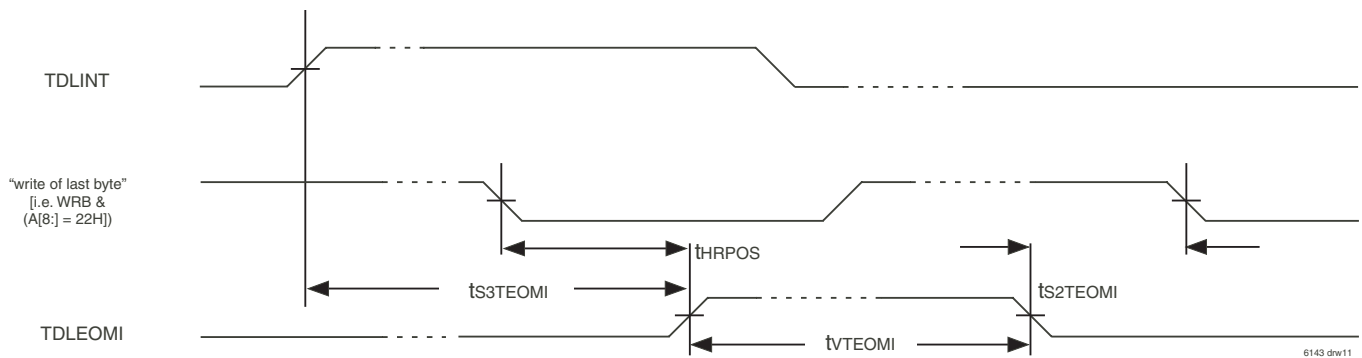 TDLINT
“write of last byte”
[i.e. WRB &
(A[8:] = 22H])
tHRPOS
tS3TEOMI
tS2TEOMI
TDLEOMI
tVTEOMI
6143 drw11